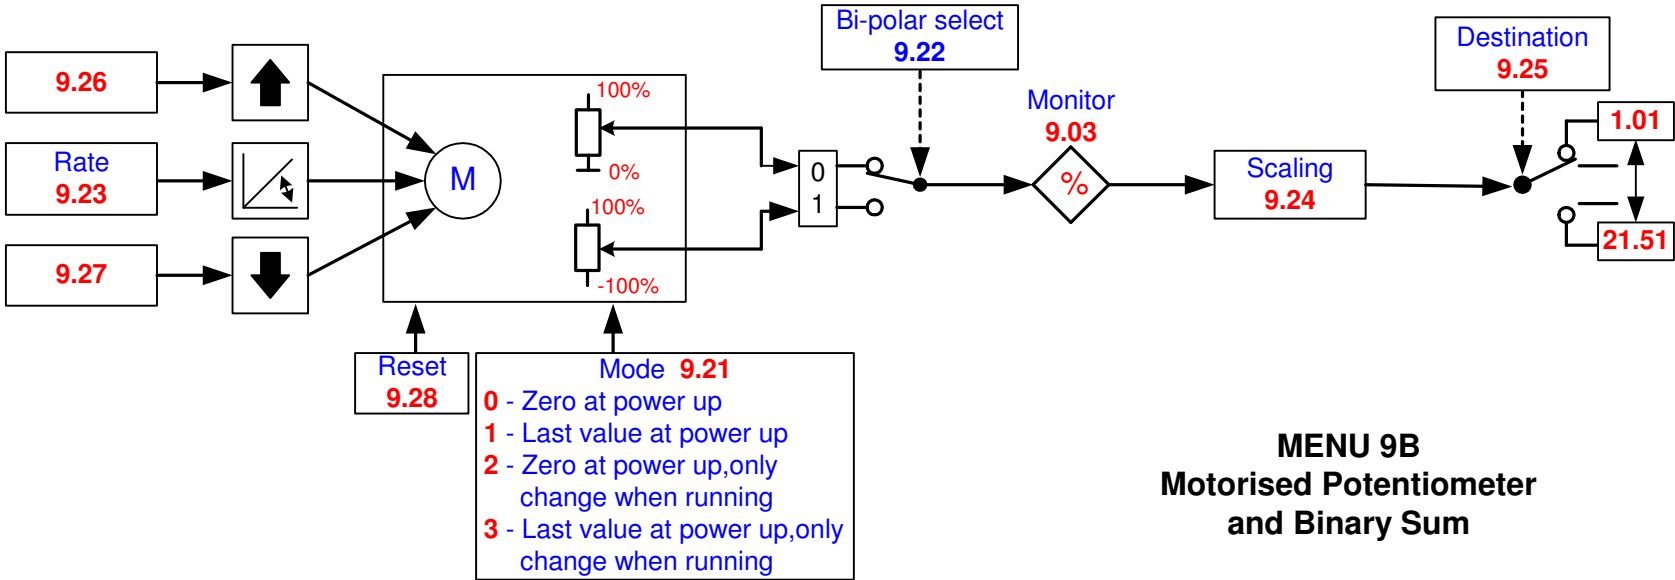 9.26
Rate
9.23
9.27
M
100%
0%
100%
-100%
Reset
9.28
Mode 9.21
0 - Zero at power up
1 - Last value at power up
2 - Zero at power up,only
change when running
3 - Last value at power up,only
change when running
0
1
Bi-polar select
9.22
Monitor
9.03
%
Scaling
9.24
Destination
9.25
1.01
21.51
MENU 9B
Motorised Potentiometer
and Binary Sum